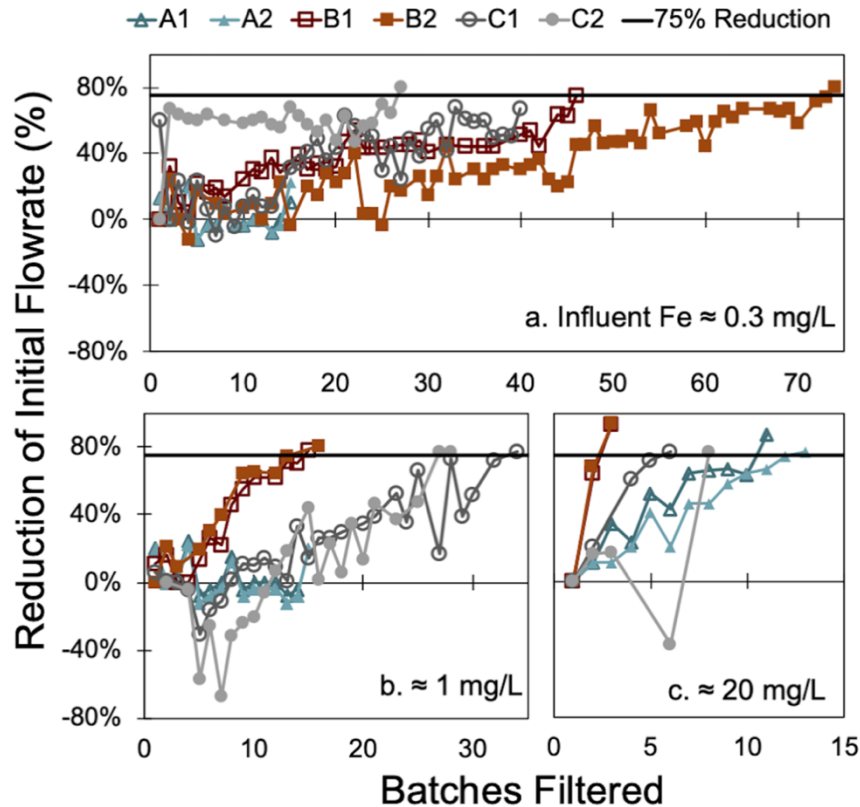 A1 A2 B1 B2 C1 C2 75% Reduction
Reduction of Initial Flowrate (%)
80%
40%
0%
-40%
-80%
a. Influent Fe ≈ 0.3 mg/L
0 10 20 30 40 50 60 70
80%
40%
0%
-40%
-80%
b. ≈ 1 mg/L
c. ≈ 20 mg/L
0 10 20 30
0 5 10 15
Batches Filtered